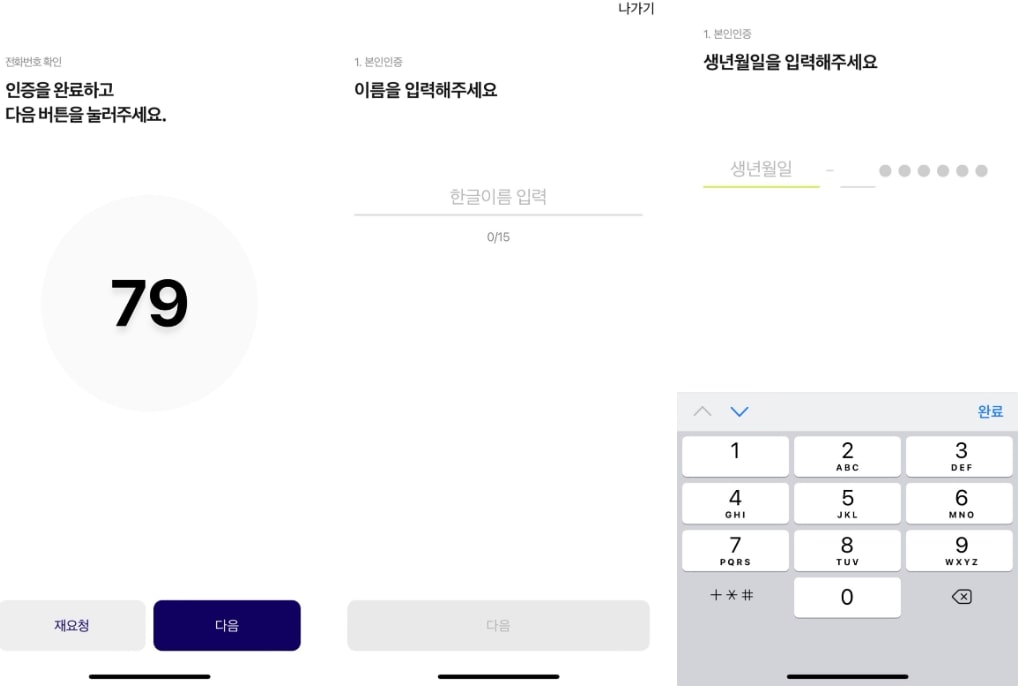 전화번호 확인
인증을 완료하고
다음 버튼을 눌러주세요.
79
재요청
다음
나가기
1. 본인인증
이름을 입력해주세요
한글이름 입력
0/15
다음
1. 본인인증
생년월일을 입력해주세요
생년월일 -
완료
1 2 ABC 3 DEF
4 GHI 5 JKL 6 MNO
7 PQRS 8 TUV 9 WXYZ
+*# 0